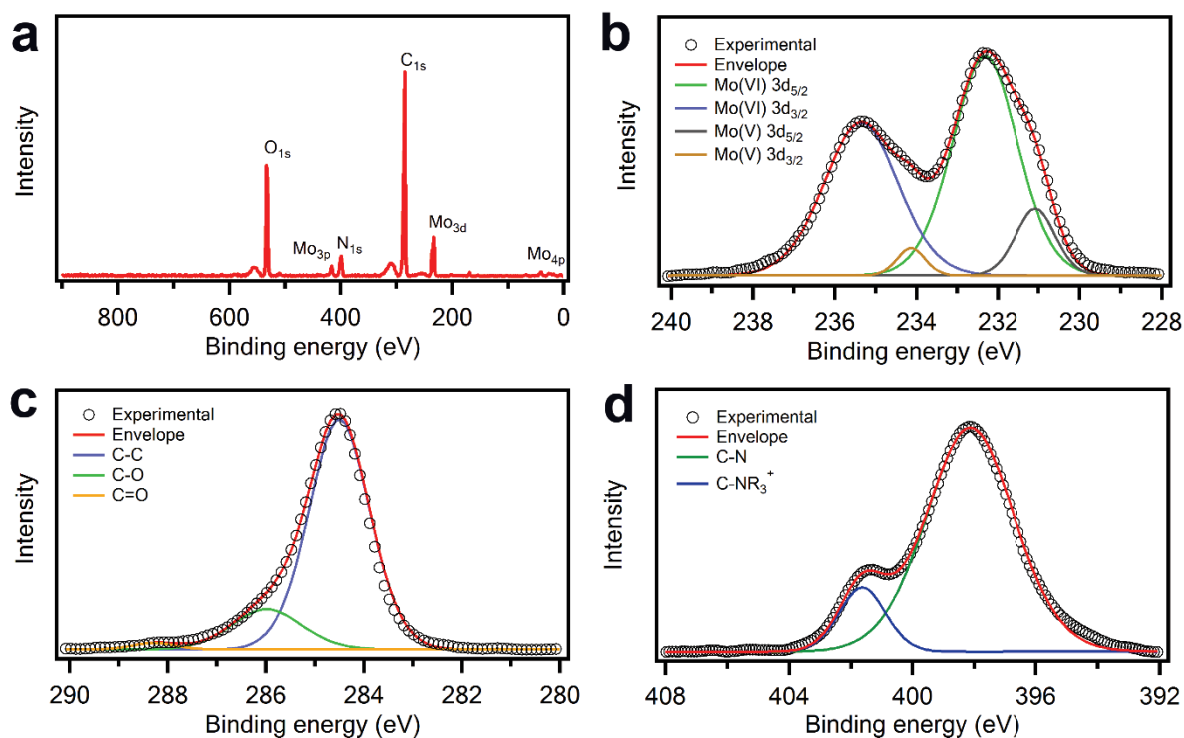 a
Intensity
O1s
Mo3p
N1s
C1s
Mo3d
Mo4p
800 600 400 200 0
Binding energy (eV)
b
Experimental
Envelope
Mo(VI) 3d5/2
Mo(VI) 3d3/2
Mo(V) 3d5/2
Mo(V) 3d3/2
Intensity
240 238 236 234 232 230 228
Binding energy (eV)
c
Experimental
Envelope
C-C
C-O
C=O
Intensity
290 288 286 284 282 280
Binding energy (eV)
d
Experimental
Envelope
C-N
C-NR3+
Intensity
408 404 400 396 392
Binding energy (eV)